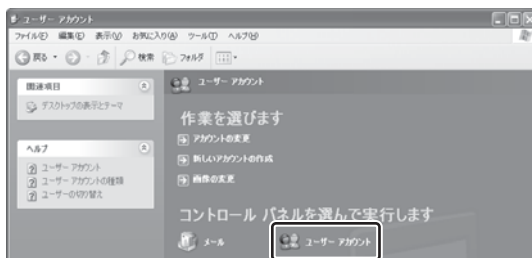 ユーザー アカウント
ファイル(F) 編集(E) 表示(V) お気に入り(A) ツール(T) ヘルプ(H)
戻る 検索 フォルダ
関連項目
デスクトップの表示とテーマ
ヘルプ
ユーザー アカウント
ユーザー アカウントの種類
ユーザーの切り替え
ユーザー アカウント
作業を選びます
アカウントの変更
新しいアカウントの作成
画像の変更
コントロール パネルを選んで実行します
メール ユーザー アカウント